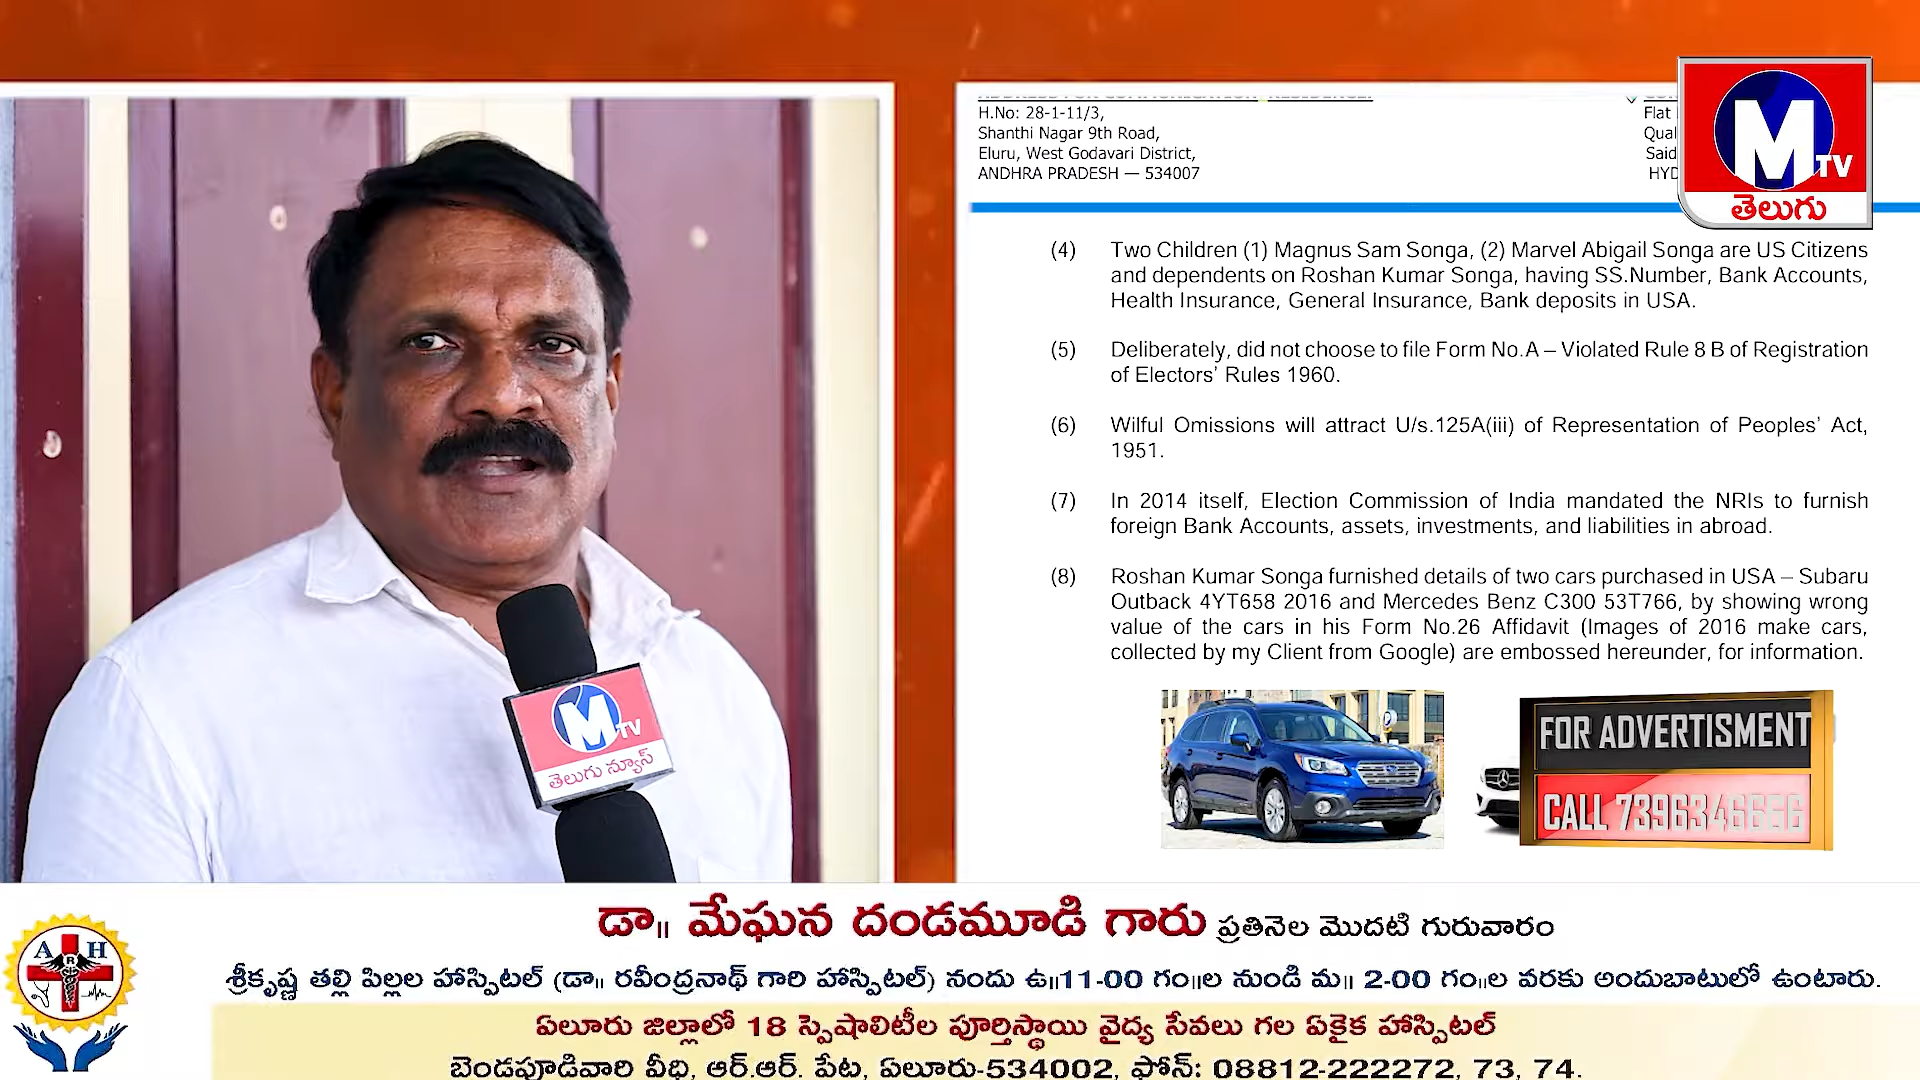 H.No: 28-1-11/3,
Shanthi Nagar 9th Road,
Eluru, West Godavari District,
ANDHRA PRADESH — 534007
Flat
M TV
తెలుగు
(4) Two Children (1) Magnus Sam Songa, (2) Marvel Abigail Songa are US Citizens
and dependents on Roshan Kumar Songa, having SS.Number, Bank Accounts,
Health Insurance, General Insurance, Bank deposits in USA.
(5) Deliberately, did not choose to file Form No.A – Violated Rule 8 B of Registration
of Electors’ Rules 1960.
(6) Wilful Omissions will attract U/s.125A(iii) of Representation of Peoples’ Act,
1951.
(7) In 2014 itself, Election Commission of India mandated the NRIs to furnish
foreign Bank Accounts, assets, investments, and liabilities in abroad.
(8) Roshan Kumar Songa furnished details of two cars purchased in USA – Subaru
Outback 4YT658 2016 and Mercedes Benz C300 53T766, by showing wrong
value of the cars in his Form No.26 Affidavit (Images of 2016 make cars,
collected by my Client from Google) are embossed hereunder, for information.
M TV
తెలుగు న్యూస్
FOR ADVERTISMENT
CALL 7396346666
డా॥ మేఘన దండమూడి గారు ప్రతినెల మొదటి గురువారం
A H
R
శ్రీకృష్ణ తల్లి పిల్లల హాస్పిటల్ (డా॥ రవీంద్రనాథ్ గారి హాస్పిటల్) నందు ఉ॥11-00 గం॥ల నుండి మ॥ 2-00 గం॥ల వరకు అందుబాటులో ఉంటారు.
ఏలూరు జిల్లాలో 18 స్పెషాలిటీల పూర్తిస్థాయి వైద్య సేవలు గల ఏకైక హాస్పిటల్
బెండపూడివారి వీధి, ఆర్.ఆర్. పేట, ఏలూరు-534002, ఫోన్: 08812-222272, 73, 74.